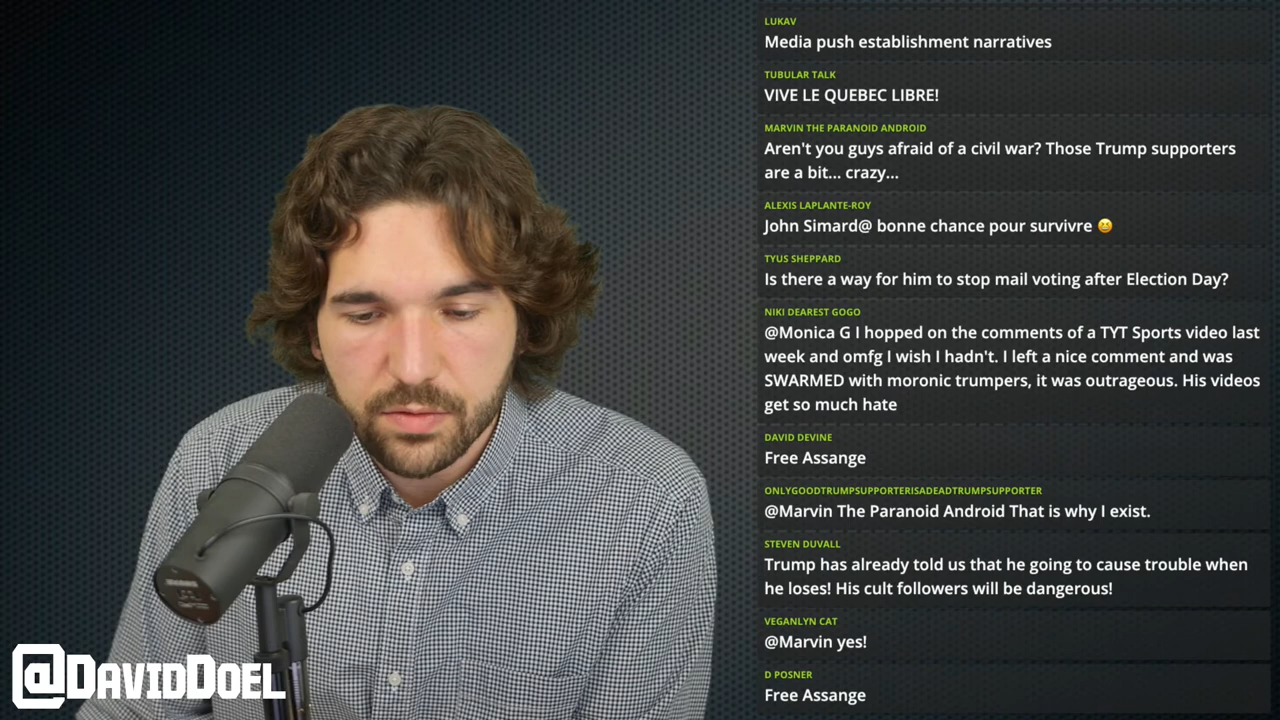 LUKAV
Media push establishment narratives
TUBULAR TALK
VIVE LE QUEBEC LIBRE!
MARVIN THE PARANOID ANDROID
Aren't you guys afraid of a civil war? Those Trump supporters
are a bit... crazy...
ALEXIS LAPLANTE-ROY
John Simard@ bonne chance pour survivre 😆
TYUS SHEPPARD
Is there a way for him to stop mail voting after Election Day?
NIKI DEAREST GOGO
@Monica G I hopped on the comments of a TYT Sports video last
week and omfg I wish I hadn't. I left a nice comment and was
SWARMED with moronic trumpers, it was outrageous. His videos
get so much hate
DAVID DEVINE
Free Assange
ONLYGOODTRUMPSUPPORTERISADEADTRUMPSUPPORTER
@Marvin The Paranoid Android That is why I exist.
STEVEN DUVALL
Trump has already told us that he going to cause trouble when
he loses! His cult followers will be dangerous!
VEGANLYN CAT
@Marvin yes!
D POSNER
Free Assange
@DAVIDDOEL